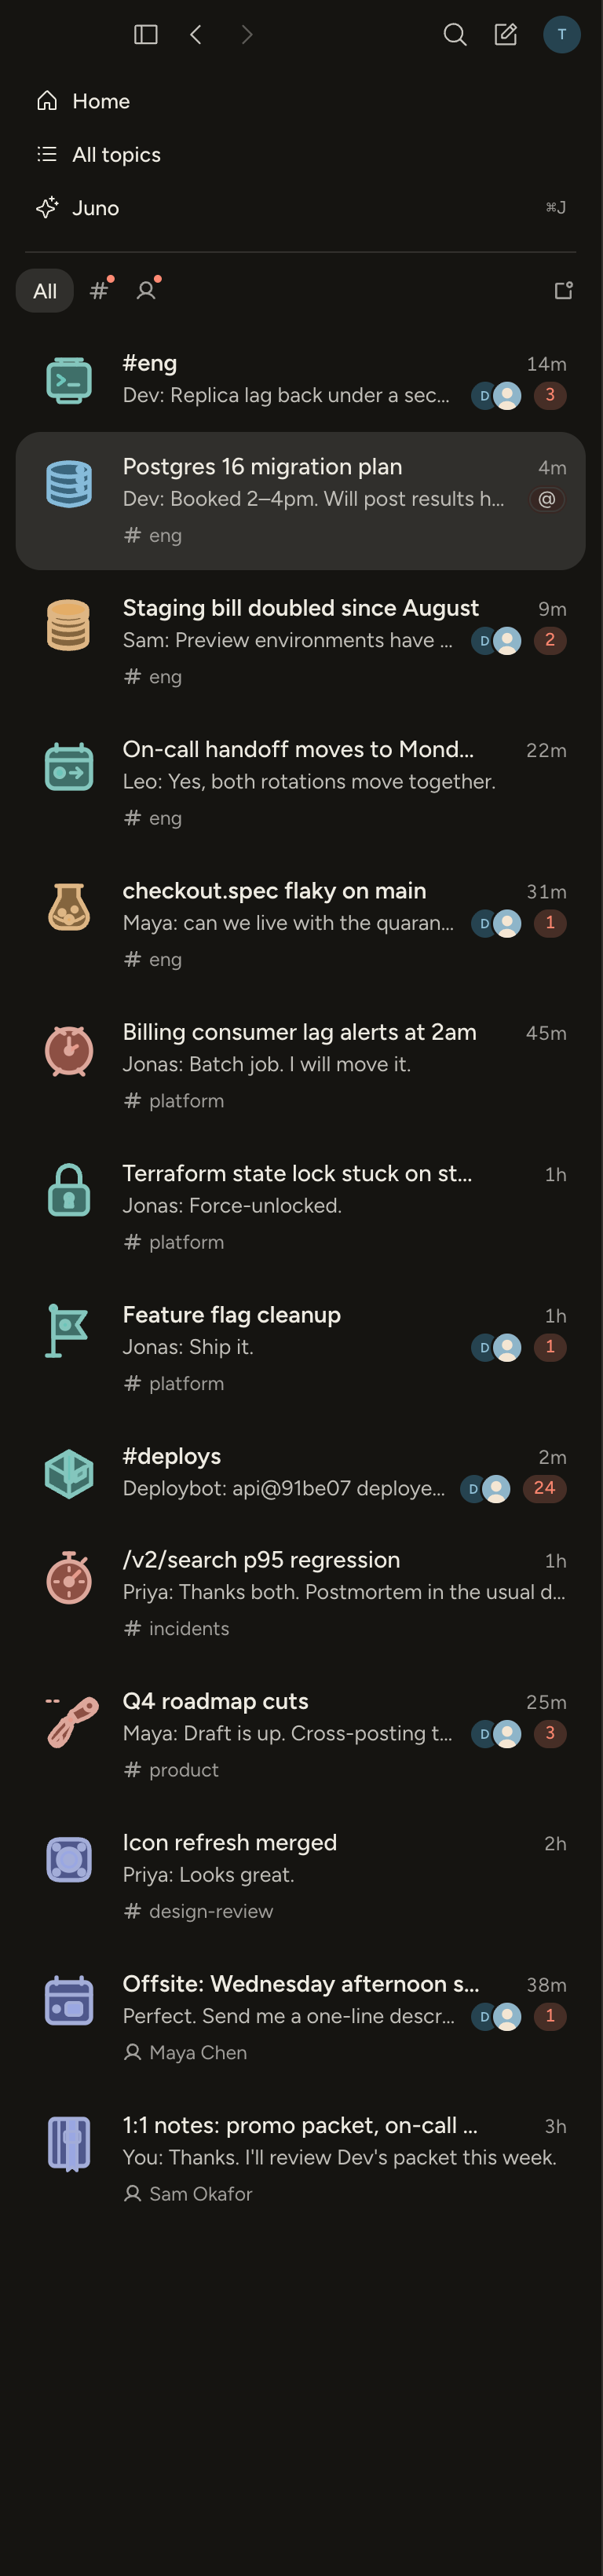 T
Home
All topics
Juno ⌘J
All
#eng 14m
Dev: Replica lag back under a sec... D 3
Postgres 16 migration plan 4m
Dev: Booked 2–4pm. Will post results h... @
# eng
Staging bill doubled since August 9m
Sam: Preview environments have ... D 2
# eng
On-call handoff moves to Mond... 22m
Leo: Yes, both rotations move together.
# eng
checkout.spec flaky on main 31m
Maya: can we live with the quaran... D 1
# eng
Billing consumer lag alerts at 2am 45m
Jonas: Batch job. I will move it.
# platform
Terraform state lock stuck on st... 1h
Jonas: Force-unlocked.
# platform
Feature flag cleanup 1h
Jonas: Ship it. D 1
# platform
#deploys 2m
Deploybot: api@91be07 deploye... D 24
/v2/search p95 regression 1h
Priya: Thanks both. Postmortem in the usual d...
# incidents
Q4 roadmap cuts 25m
Maya: Draft is up. Cross-posting t... D 3
# product
Icon refresh merged 2h
Priya: Looks great.
# design-review
Offsite: Wednesday afternoon s... 38m
Perfect. Send me a one-line descr... D 1
Maya Chen
1:1 notes: promo packet, on-call ... 3h
You: Thanks. I'll review Dev's packet this week.
Sam Okafor